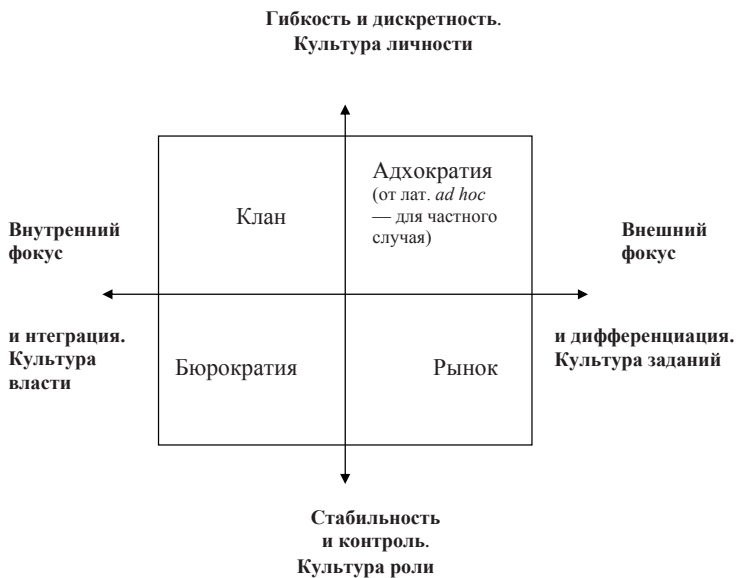 Гибкость и дискретность.
Культура личности
Адхократия
(от лат. ad hoc
— для частного
случая)
Клан
Внутренний
фокус
Внешний
фокус
и нтеграция.
Культура
власти
и дифференциация.
Культура заданий
Бюрократия
Рынок
Стабильность
и контроль.
Культура роли